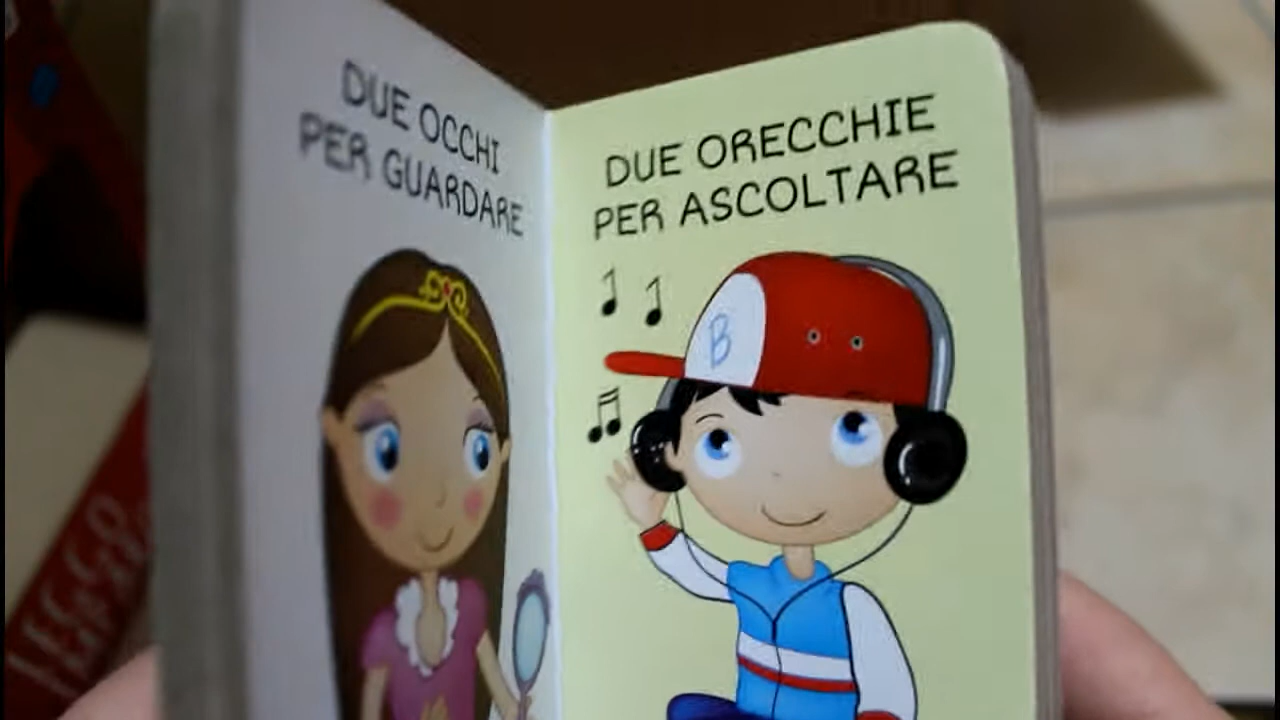 DUE OCCHI
PER GUARDARE
DUE ORECCHIE
PER ASCOLTARE
B